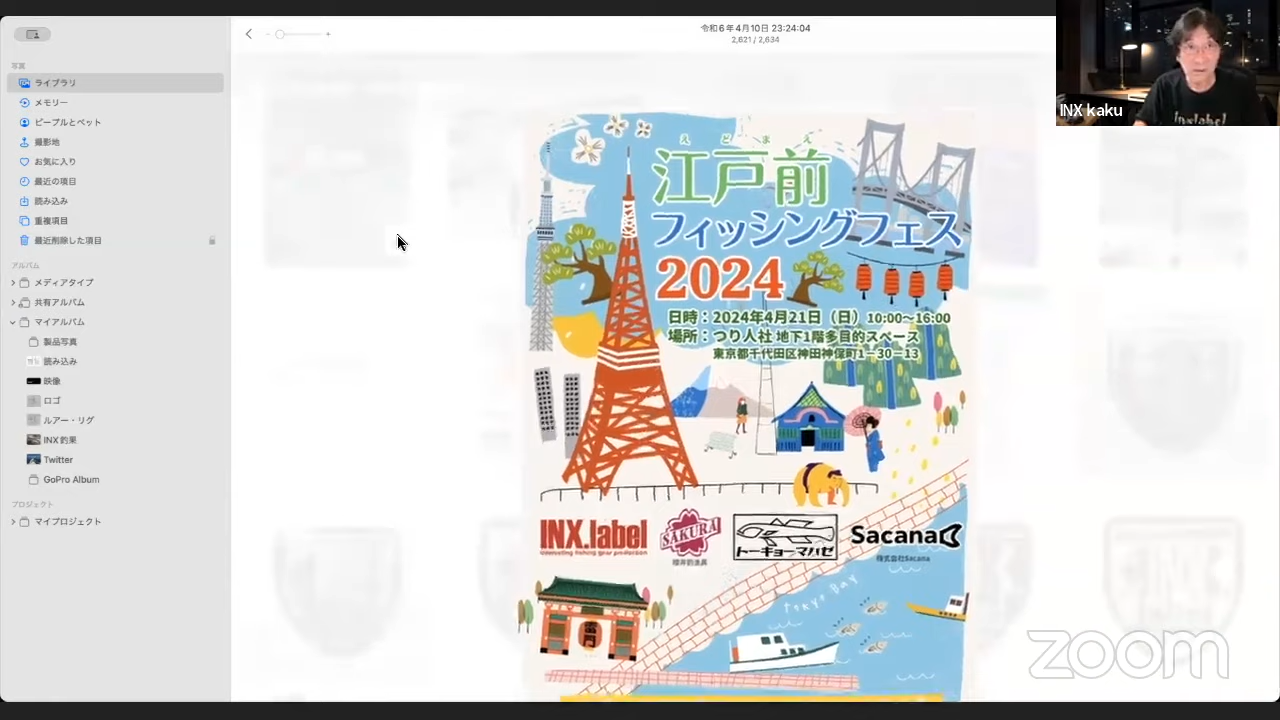 令和6年4月10日 23:24:04
2,621 / 2,634
写真
ライブラリ
メモリー
ピープルとペット
撮影地
お気に入り
最近の項目
読み込み
重複項目
最近削除した項目
アルバム
メディアタイプ
共有アルバム
マイアルバム
製品写真
読み込み
映像
ロゴ
ルアー・リグ
INX釣果
Twitter
GoPro Album
プロジェクト
マイプロジェクト
えどまえ
江戸前
フィッシングフェス
2024
日時：2024年4月21日（日）10:00〜16:00
場所：つり人社 地下1階多目的スペース
東京都千代田区神田神保町1-30-13
INX.label
SAKURA
櫻井釣漁具
トーキョーマハゼ
Sacana
株式会社Sacana
Tokyo Bay
INX kaku
zoom